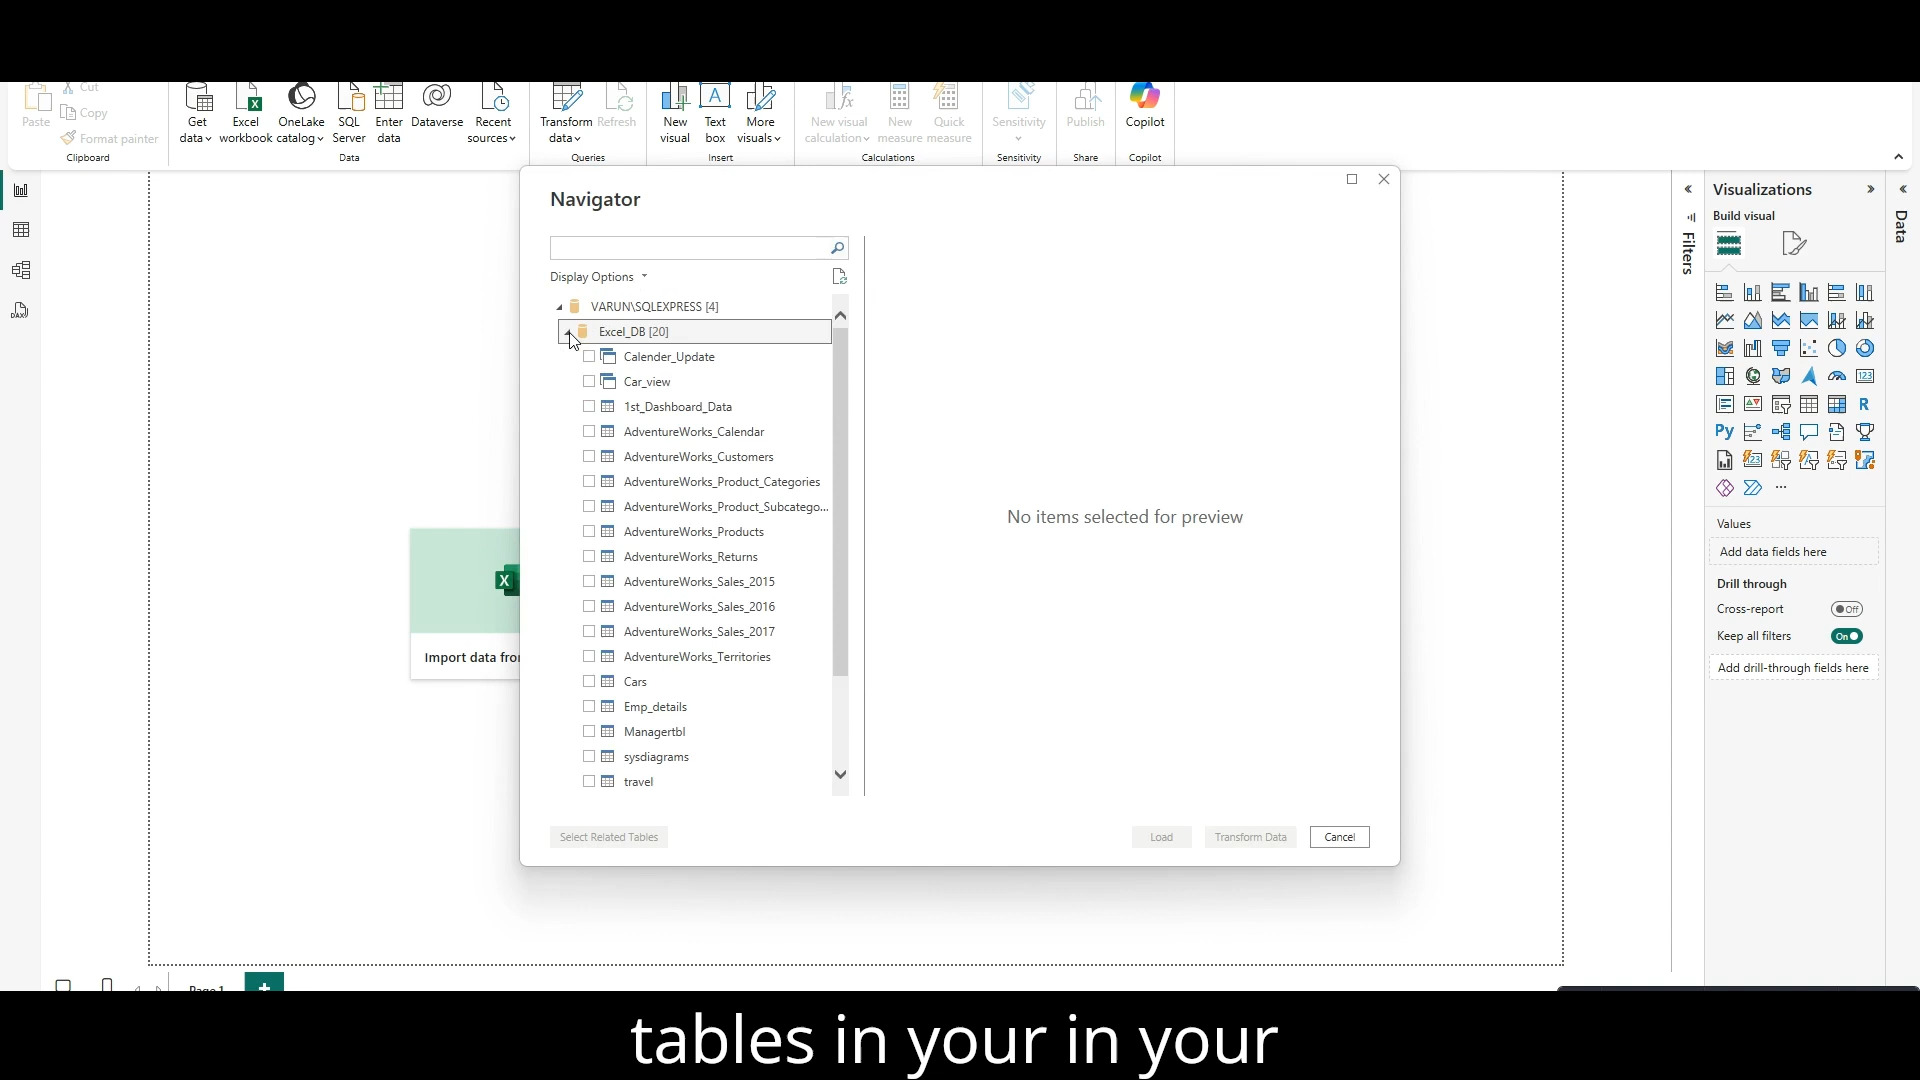 Paste
Cut
Copy
Format painter
Clipboard
Get data
Excel workbook
OneLake catalog
SQL Server
Enter data
Dataverse
Recent sources
Data
Transform data
Refresh
Queries
New visual
Text box
More visuals
Insert
New visual calculation
New measure
Quick measure
Calculations
Sensitivity
Sensitivity
Publish
Share
Copilot
Copilot
Navigator
Display Options
VARUN\SQLEXPRESS [4]
Excel_DB [20]
Calender_Update
Car_view
1st_Dashboard_Data
AdventureWorks_Calendar
AdventureWorks_Customers
AdventureWorks_Product_Categories
AdventureWorks_Product_Subcatego...
AdventureWorks_Products
AdventureWorks_Returns
AdventureWorks_Sales_2015
AdventureWorks_Sales_2016
AdventureWorks_Sales_2017
AdventureWorks_Territories
Cars
Emp_details
Managertbl
sysdiagrams
travel
No items selected for preview
Select Related Tables
Load
Transform Data
Cancel
Import data fro
Filters
Visualizations
Build visual
Values
Add data fields here
Drill through
Cross-report
Off
Keep all filters
On
Add drill-through fields here
Data
Page 1
tables in your in your